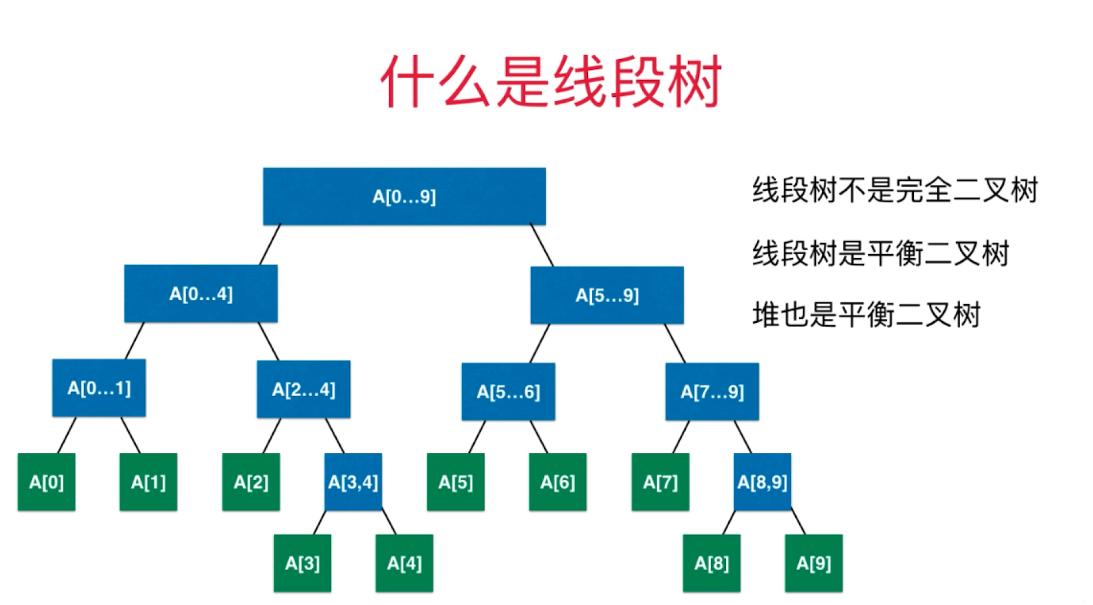 什么是线段树
A[0...9]
线段树不是完全二叉树
线段树是平衡二叉树
堆也是平衡二叉树
A[0...4]
A[5...9]
A[0...1]
A[2...4]
A[5...6]
A[7...9]
A[0]
A[1]
A[2]
A[3,4]
A[5]
A[6]
A[7]
A[8,9]
A[3]
A[4]
A[8]
A[9]